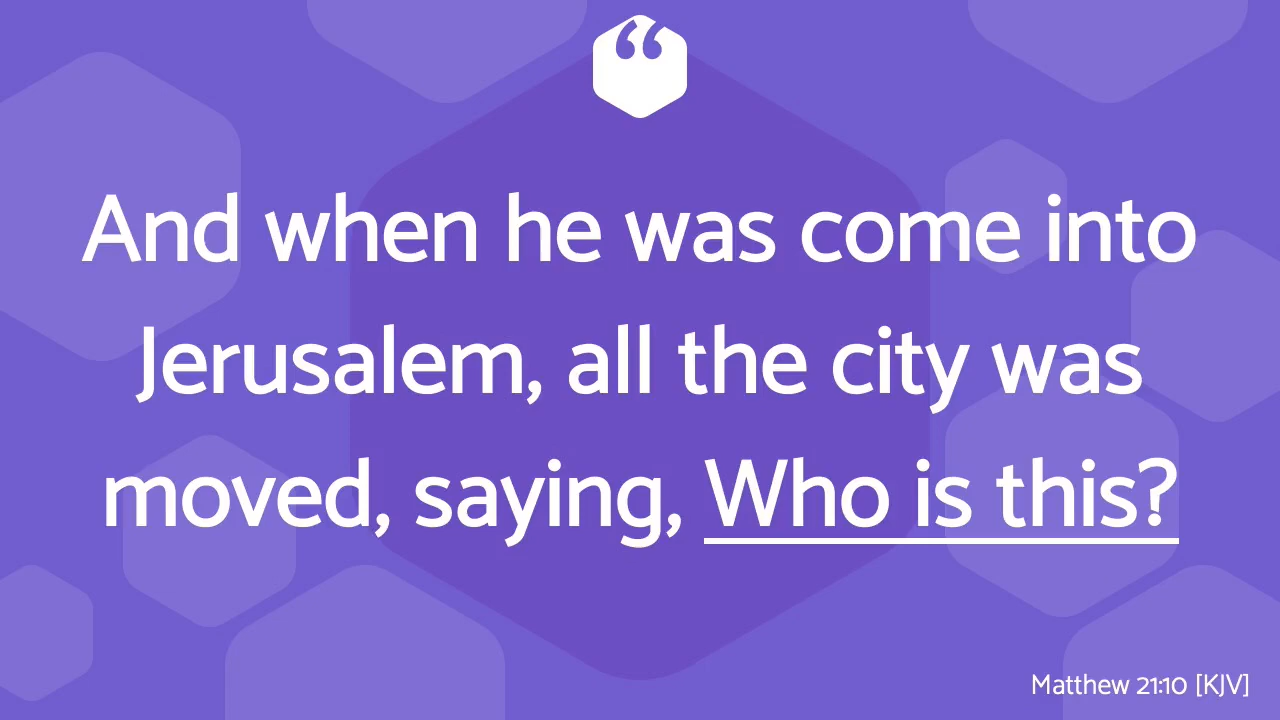 “
And when he was come into
Jerusalem, all the city was
moved, saying, Who is this?
Matthew 21:10 [KJV]